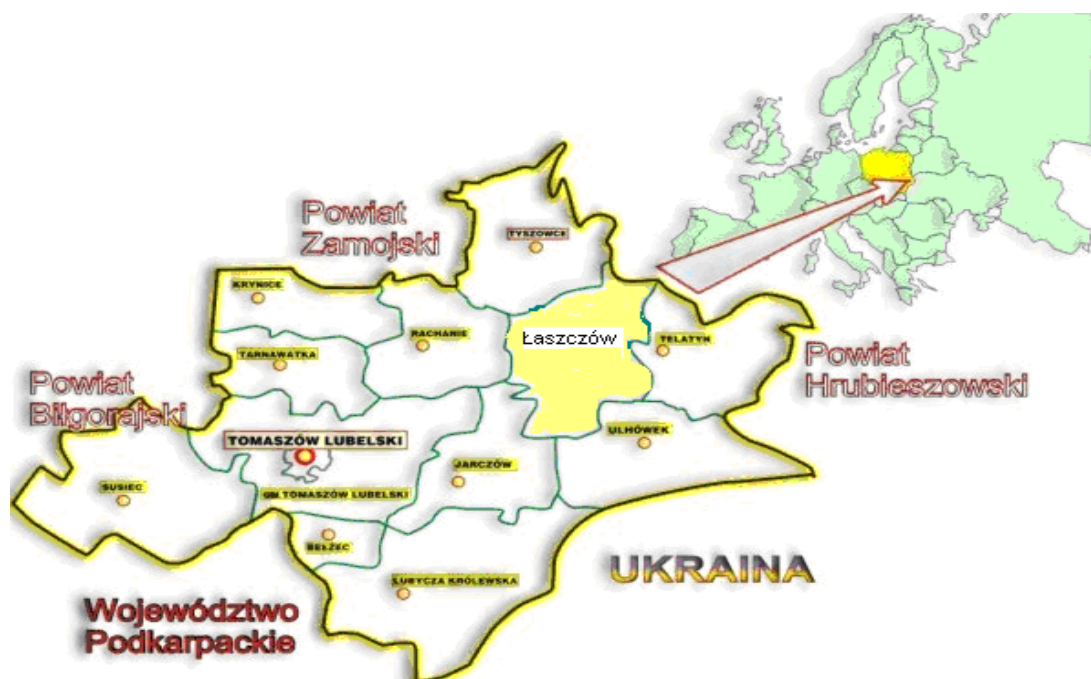 TYSZOWCE
Powiat
Zamojski
KRYNICE
RACHANIE
Łaszczów
TELATYN
TARNAWATKA
Powiat
Hrubieszowski
Powiat
Biłgorajski
TOMASZÓW LUBELSKI
ULHÓWEK
JARCZÓW
SUSIEC
GM. TOMASZÓW LUBELSKI
BEŁŻEC
UKRAINA
LUBYCZA KRÓLEWSKA
Województwo
Podkarpackie